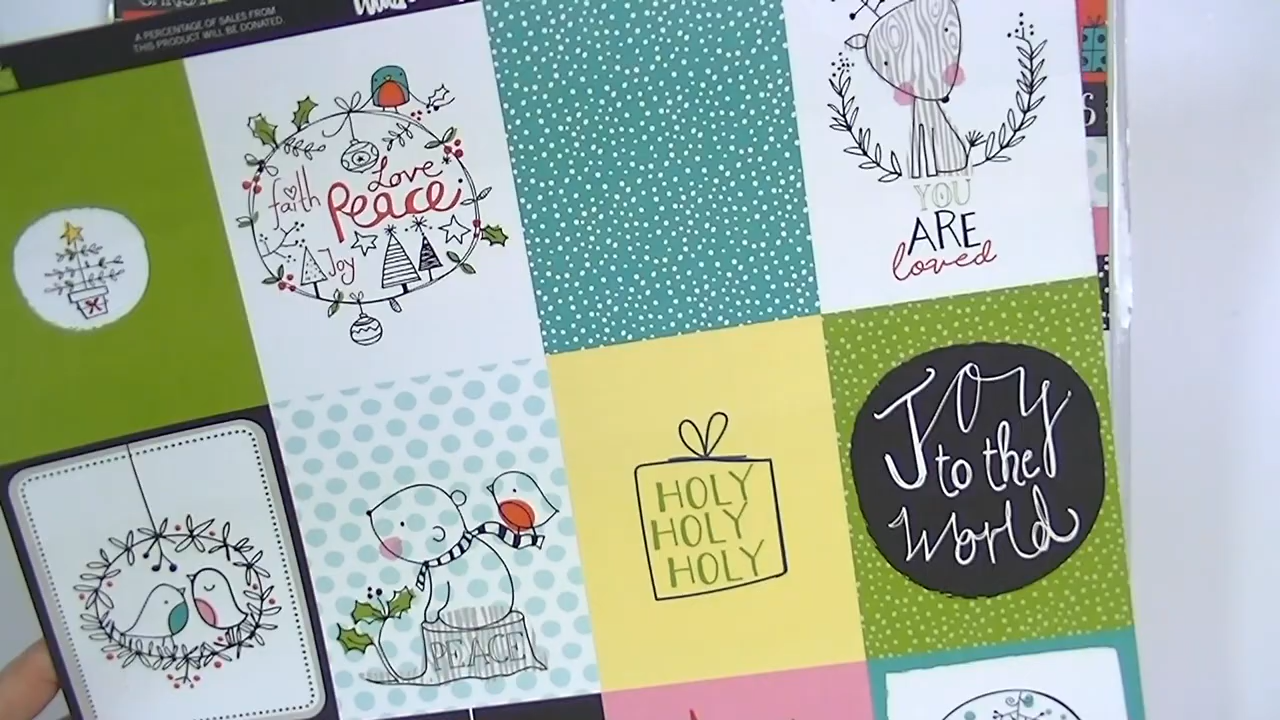 A PERCENTAGE OF SALES FROM
THIS PRODUCT WILL BE DONATED.
Love
faith
Peace
Joy
YOU
ARE
loved
Joy
to the
World
HOLY
HOLY
HOLY
PEACE